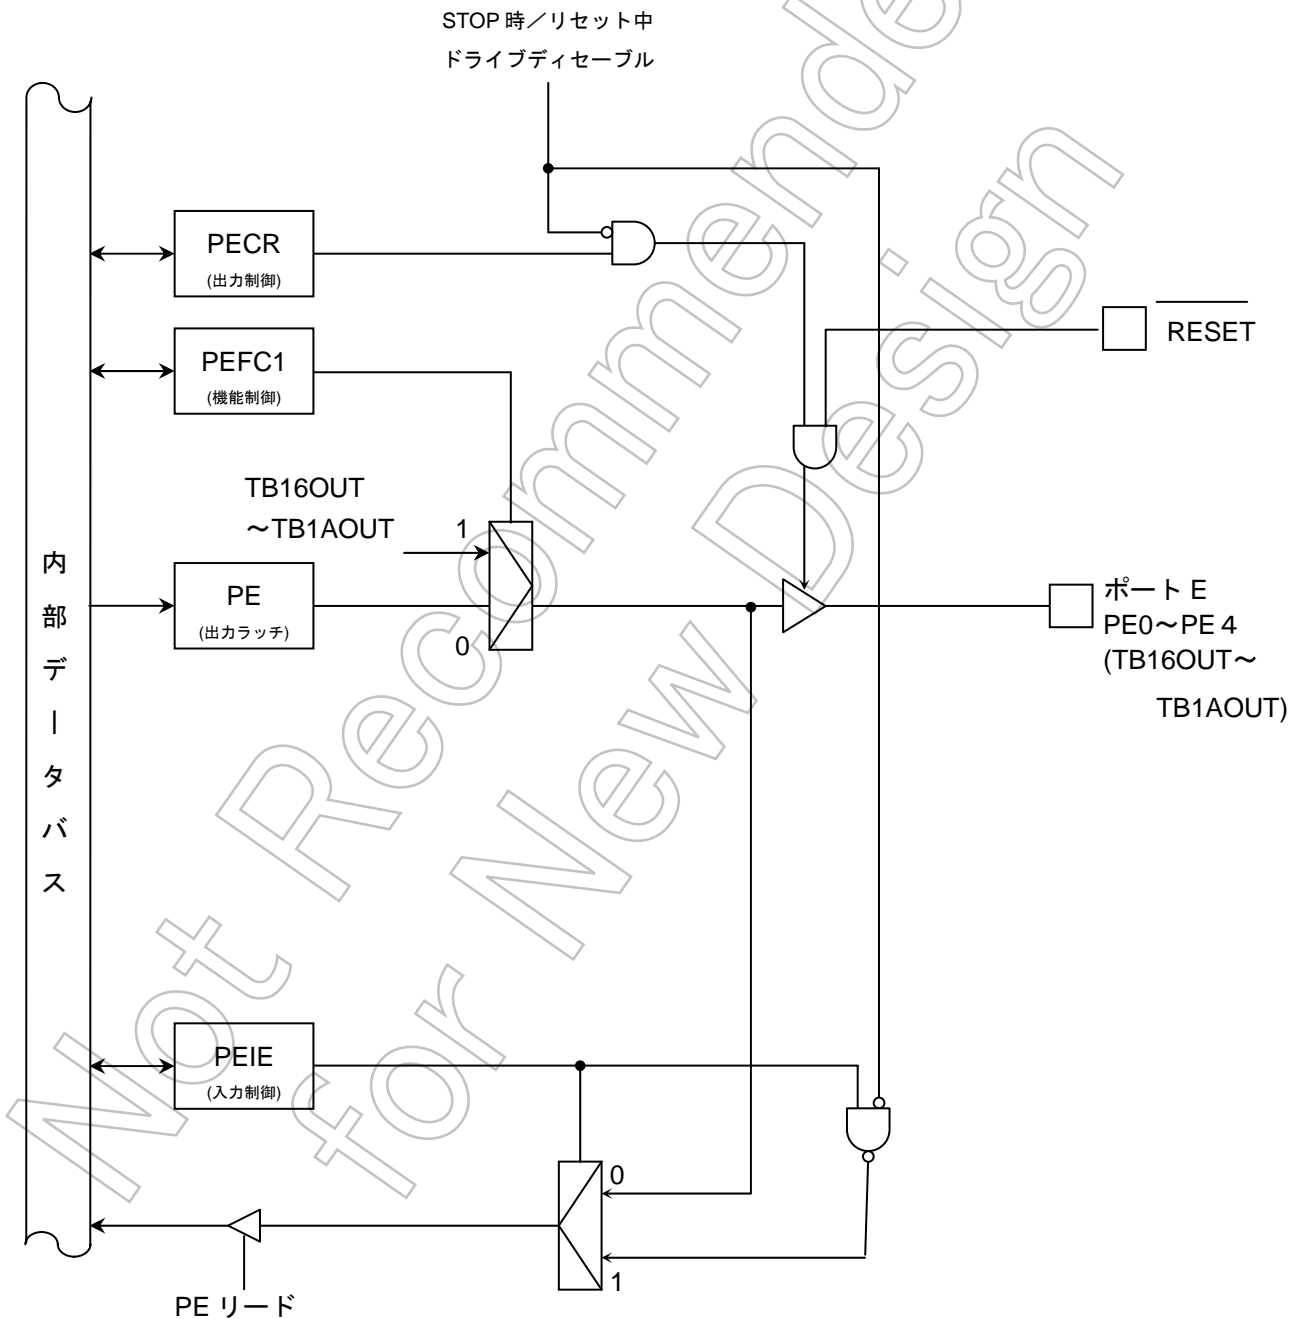 STOP 時／リセット中
ドライブディセーブル
PECR
(出力制御)
PEFC1
(機能制御)
RESET
TB16OUT
～TB1AOUT
1
PE
(出力ラッチ)
0
ポート E
PE0～PE 4
(TB16OUT～
TB1AOUT)
内部データバス
PEIE
(入力制御)
0
1
PE リード
Not Recommende
for New Design